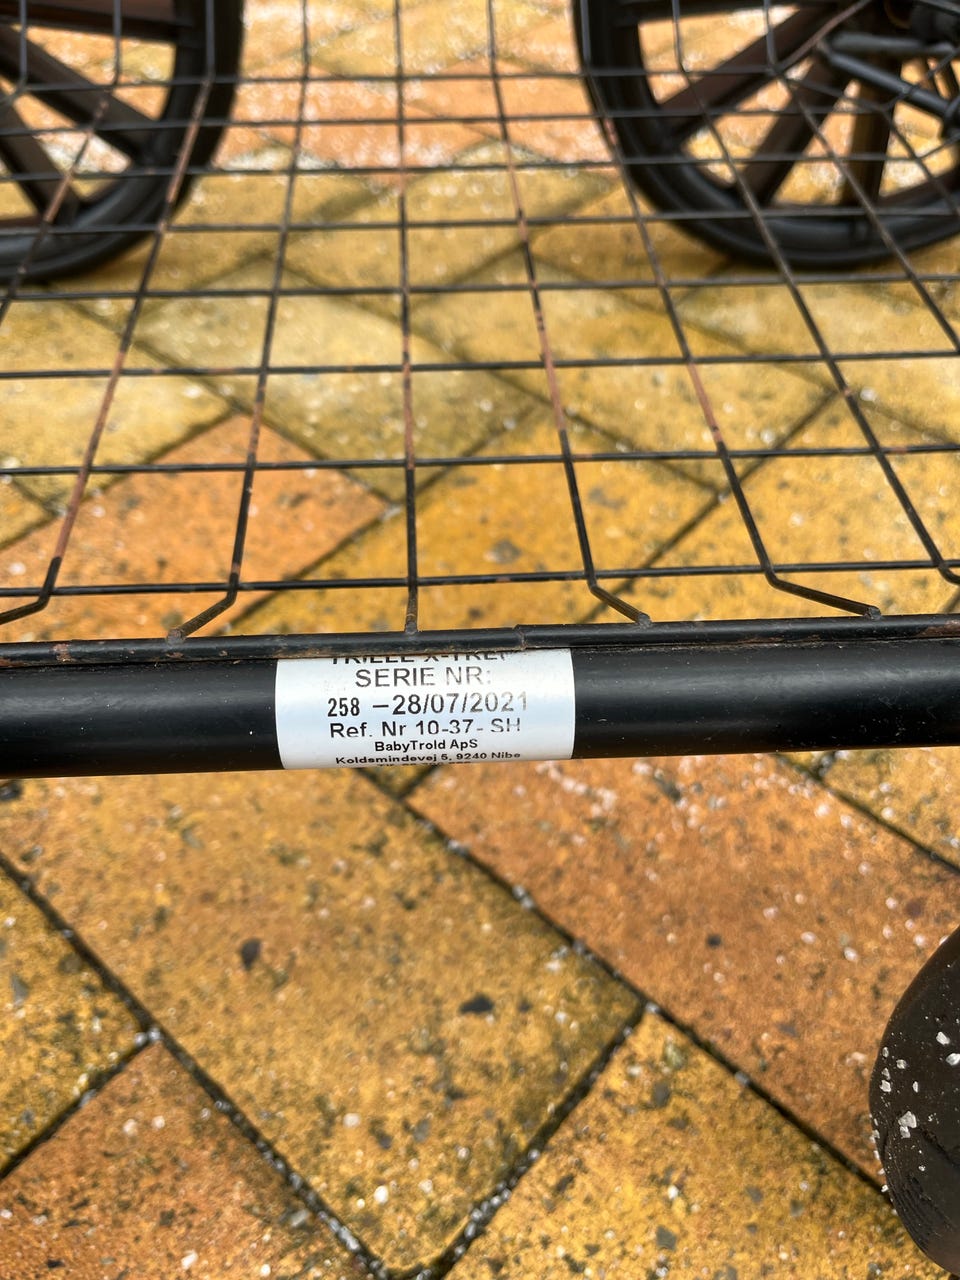 SERIE NR:
258 –28/07/2021
Ref. Nr 10-37- SH
BabyTrold ApS
Koldsmindevej 5, 9240 Nibe